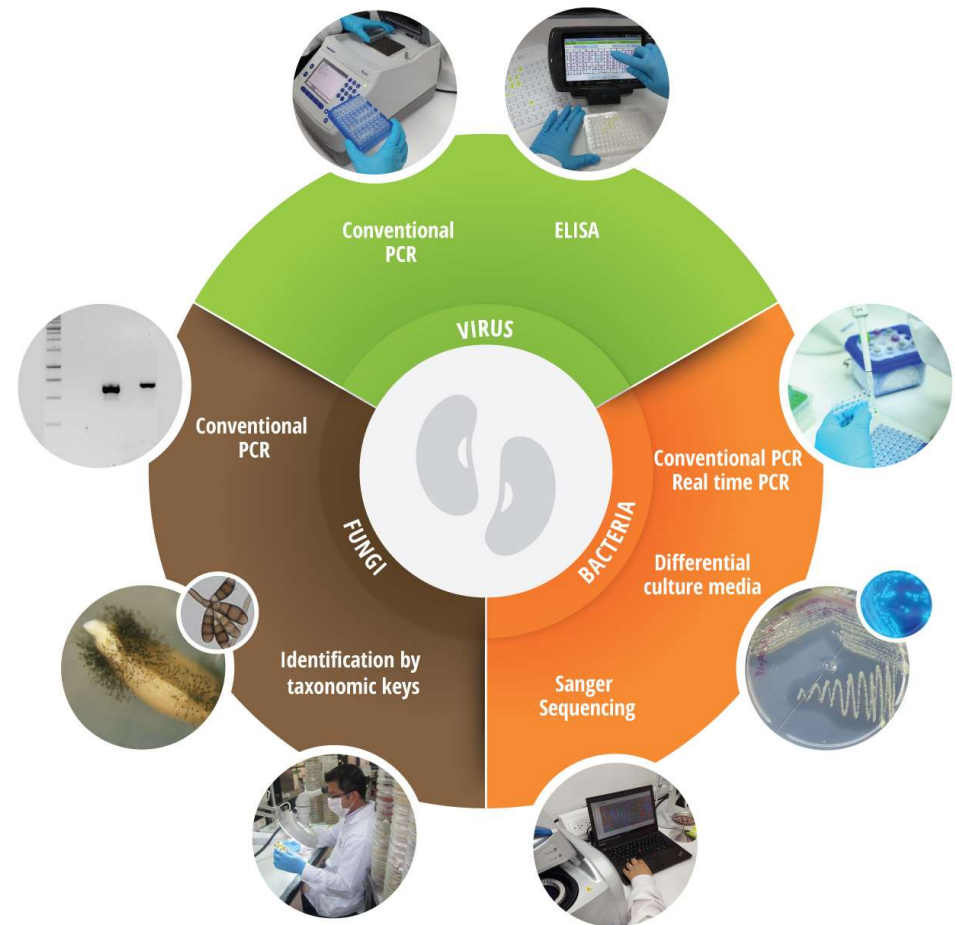 Conventional
PCR
ELISA
VIRUS
Conventional
PCR
FUNGI
Identification by
taxonomic keys
BACTERIA
Conventional PCR
Real time PCR
Differential
culture media
Sanger
Sequencing